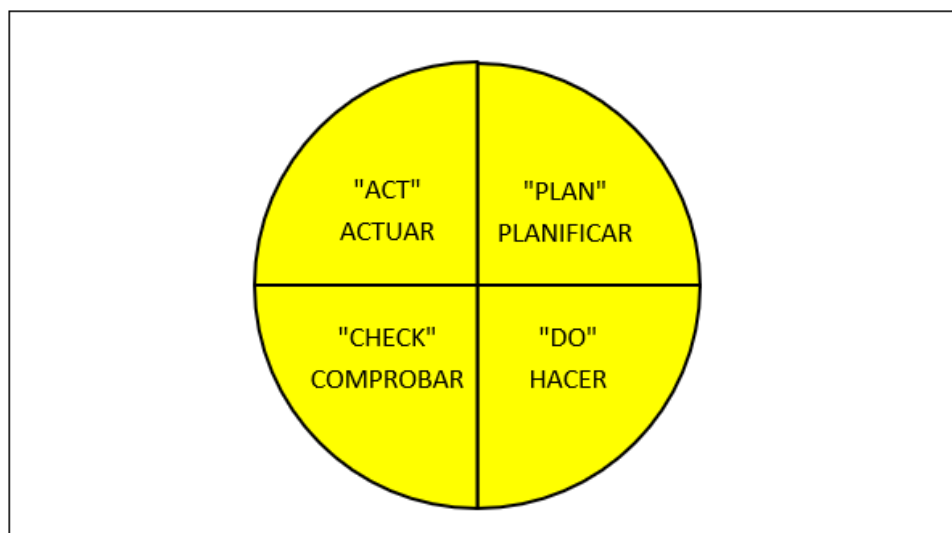 "ACT"
ACTUAR
"PLAN"
PLANIFICAR
"CHECK"
COMPROBAR
"DO"
HACER